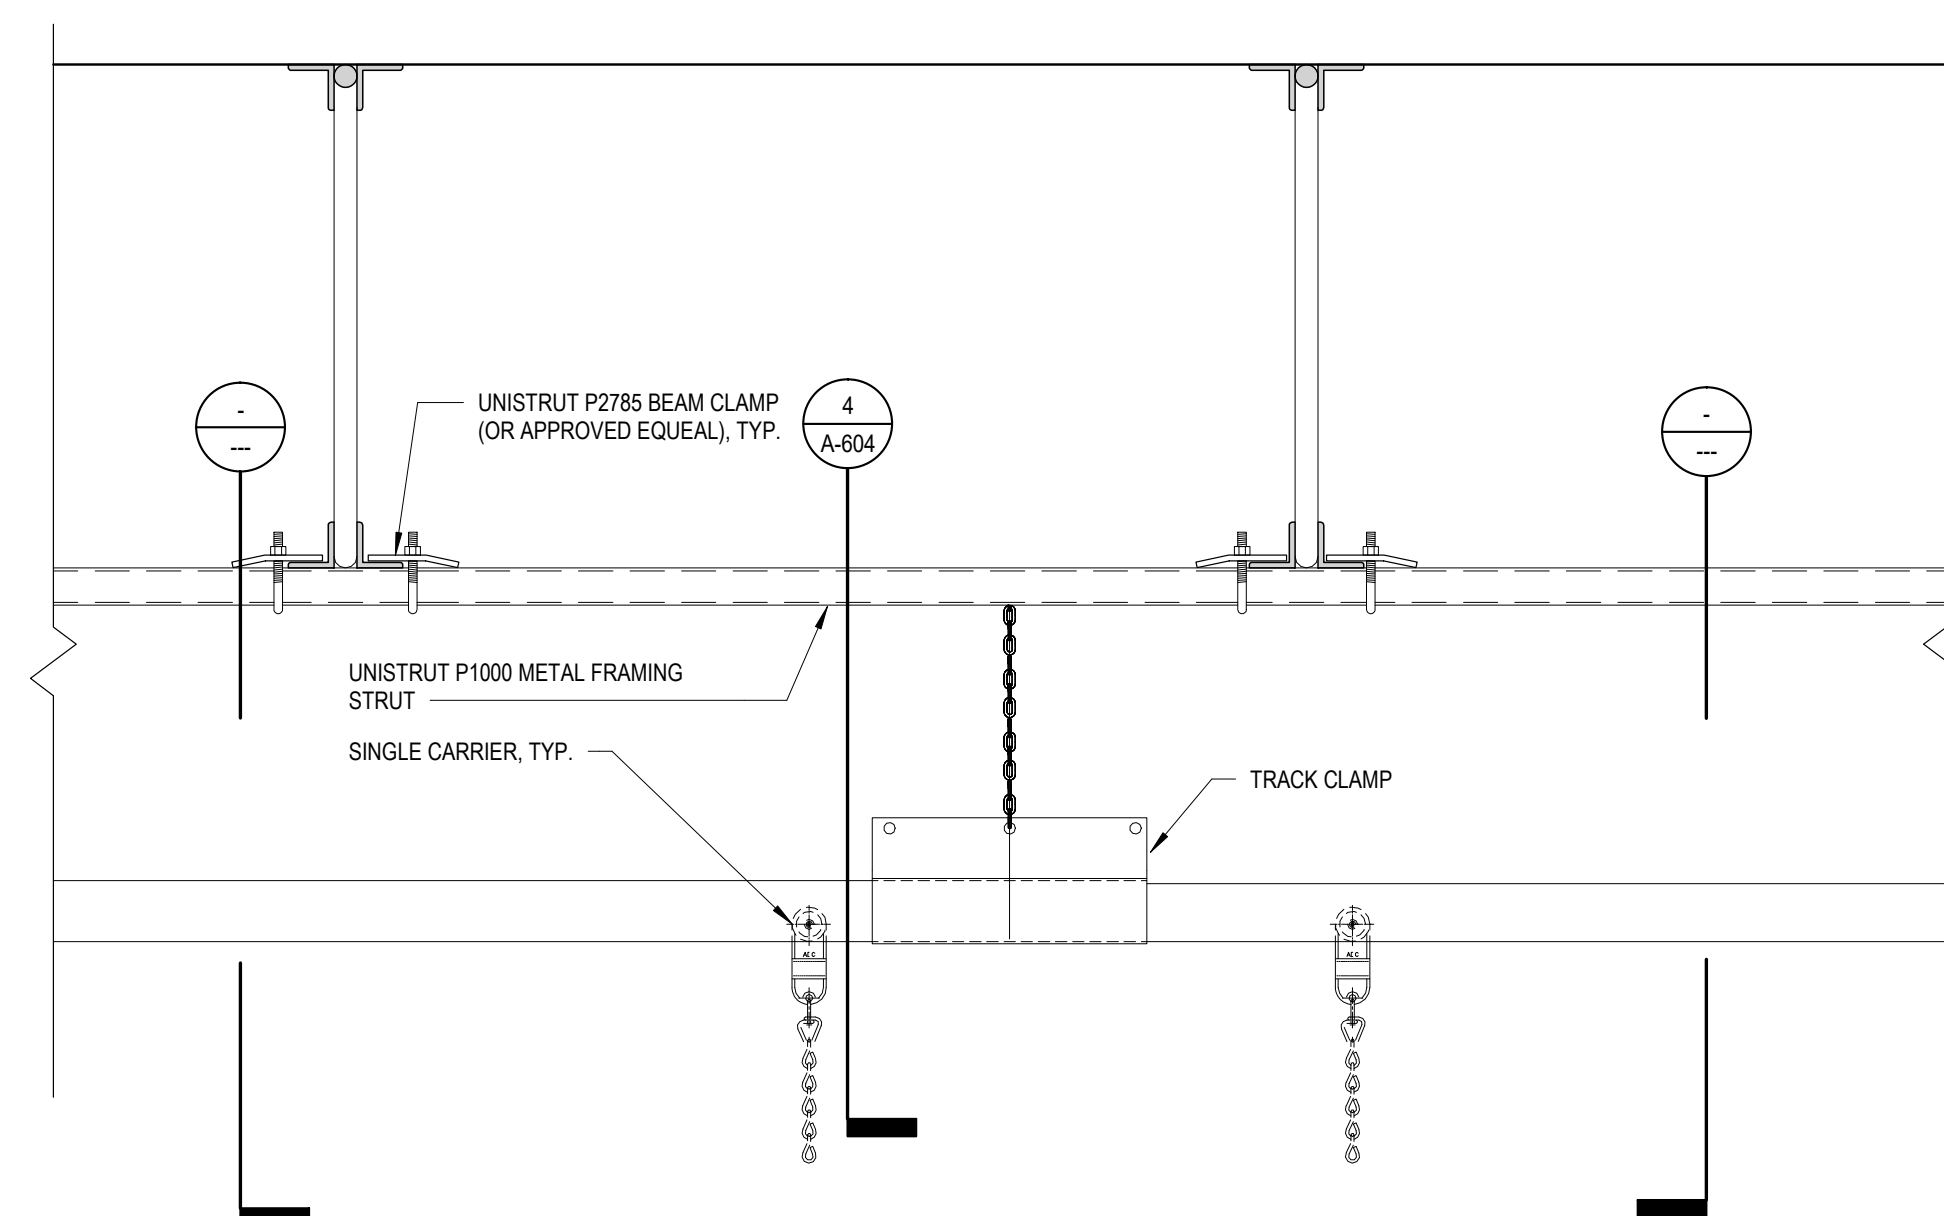 UNISTRUT P2785 BEAM CLAMP
(OR APPROVED EQUEAL), TYP.
-
---
4
A-604
-
---
UNISTRUT P1000 METAL FRAMING
STRUT
SINGLE CARRIER, TYP.
TRACK CLAMP